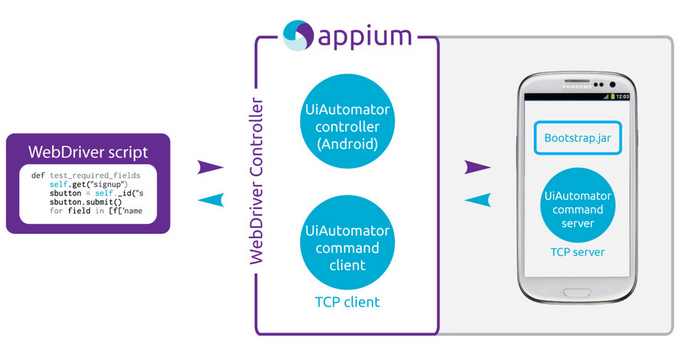 appium
WebDriver script
def test_required_fields
self.get("signup")
sbutton = self._id("s
sbutton.submit()
for field in [f['name
WebDriver Controller
UiAutomator
controller
(Android)
UiAutomator
command
client
TCP client
SAMSUNG
12:03
Bootstrap.jar
UiAutomator
command
server
TCP server